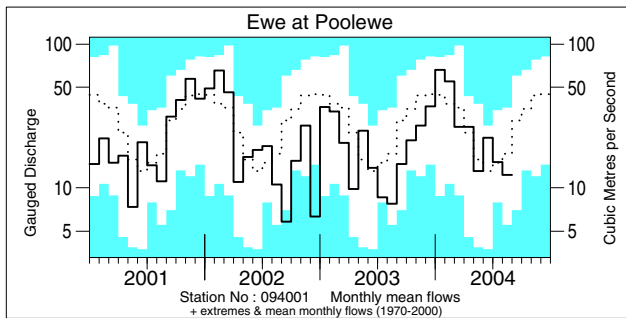 Ewe at Poolewe
100 100
50 50
10 10
5 5
Gauged Discharge
Cubic Metres per Second
2001 2002 2003 2004
Station No : 094001 Monthly mean flows
+ extremes & mean monthly flows (1970-2000)